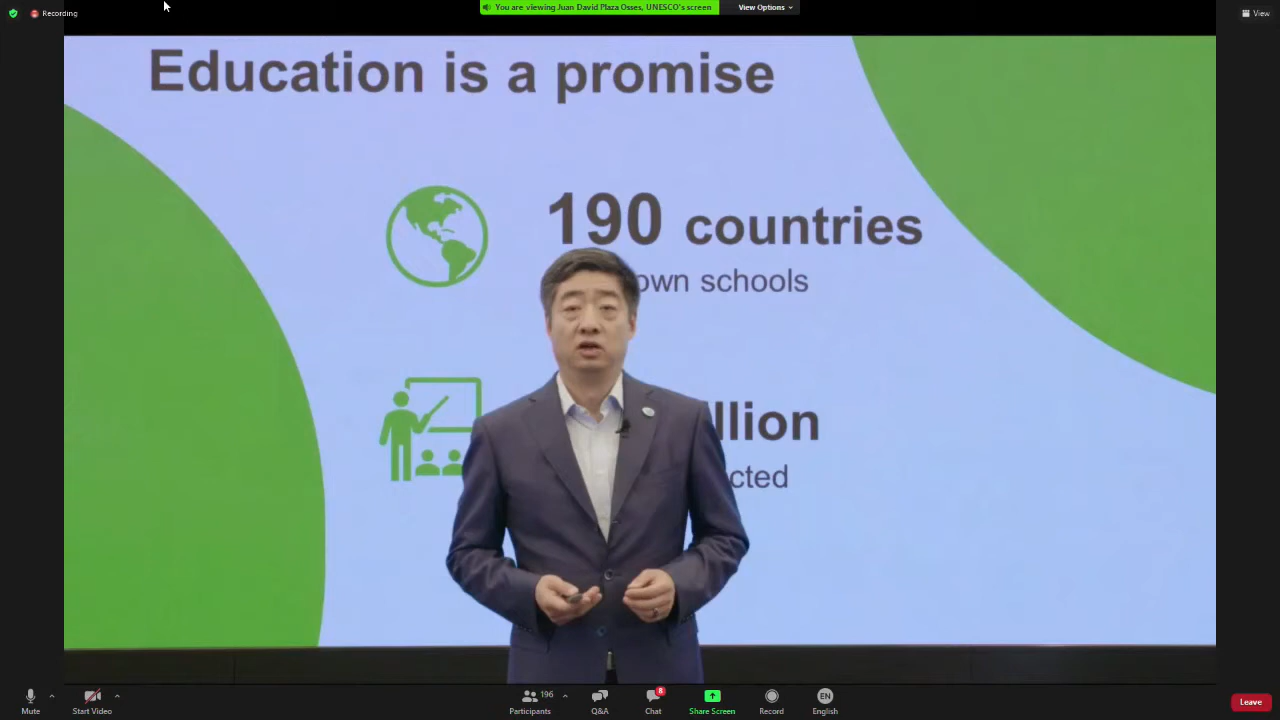 Recording
You are viewing Juan David Plaza Osses, UNESCO's screen
View Options
View
Education is a promise
190 countries
own schools
llion
cted
Mute
Start Video
196
Participants
Q&A
8
Chat
Share Screen
Record
EN
English
Leave